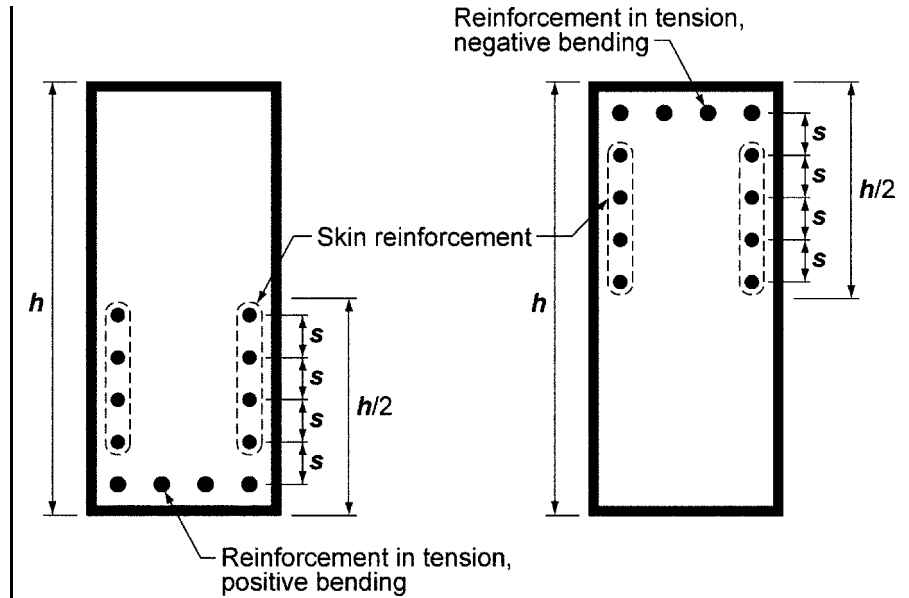 Reinforcement in tension,
negative bending
s
s
s
s
h/2
Skin reinforcement
h
h
s
s
s
s
h/2
Reinforcement in tension,
positive bending